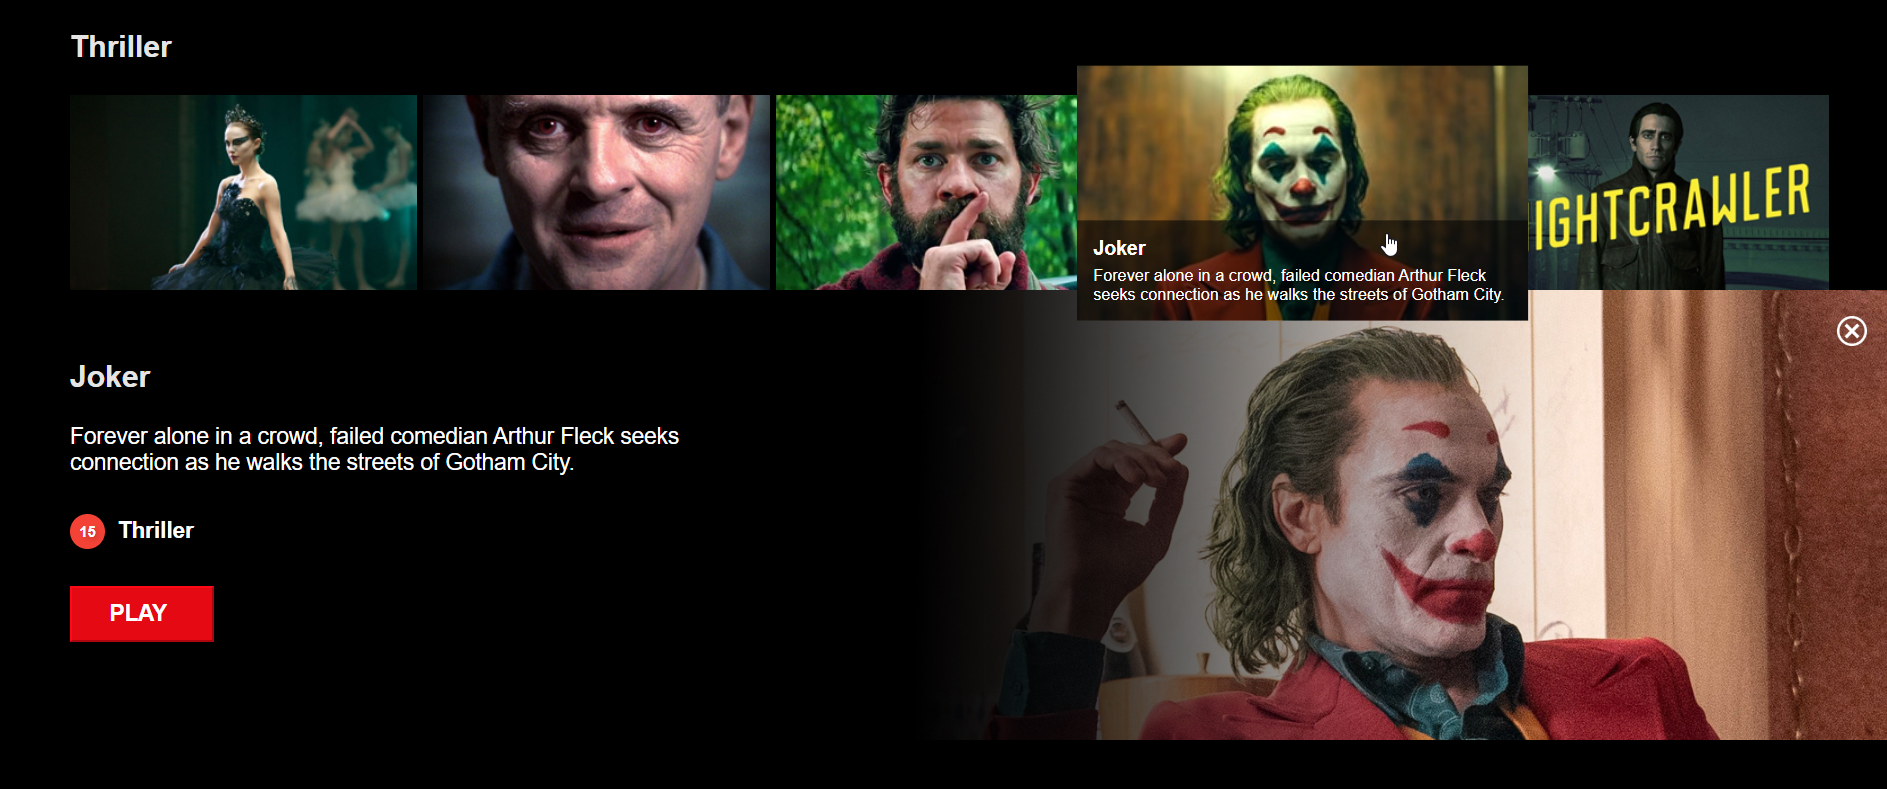 Thriller
IGHTCRAWLER
Joker
Forever alone in a crowd, failed comedian Arthur Fleck
seeks connection as he walks the streets of Gotham City.
Joker
Forever alone in a crowd, failed comedian Arthur Fleck seeks
connection as he walks the streets of Gotham City.
15 Thriller
PLAY